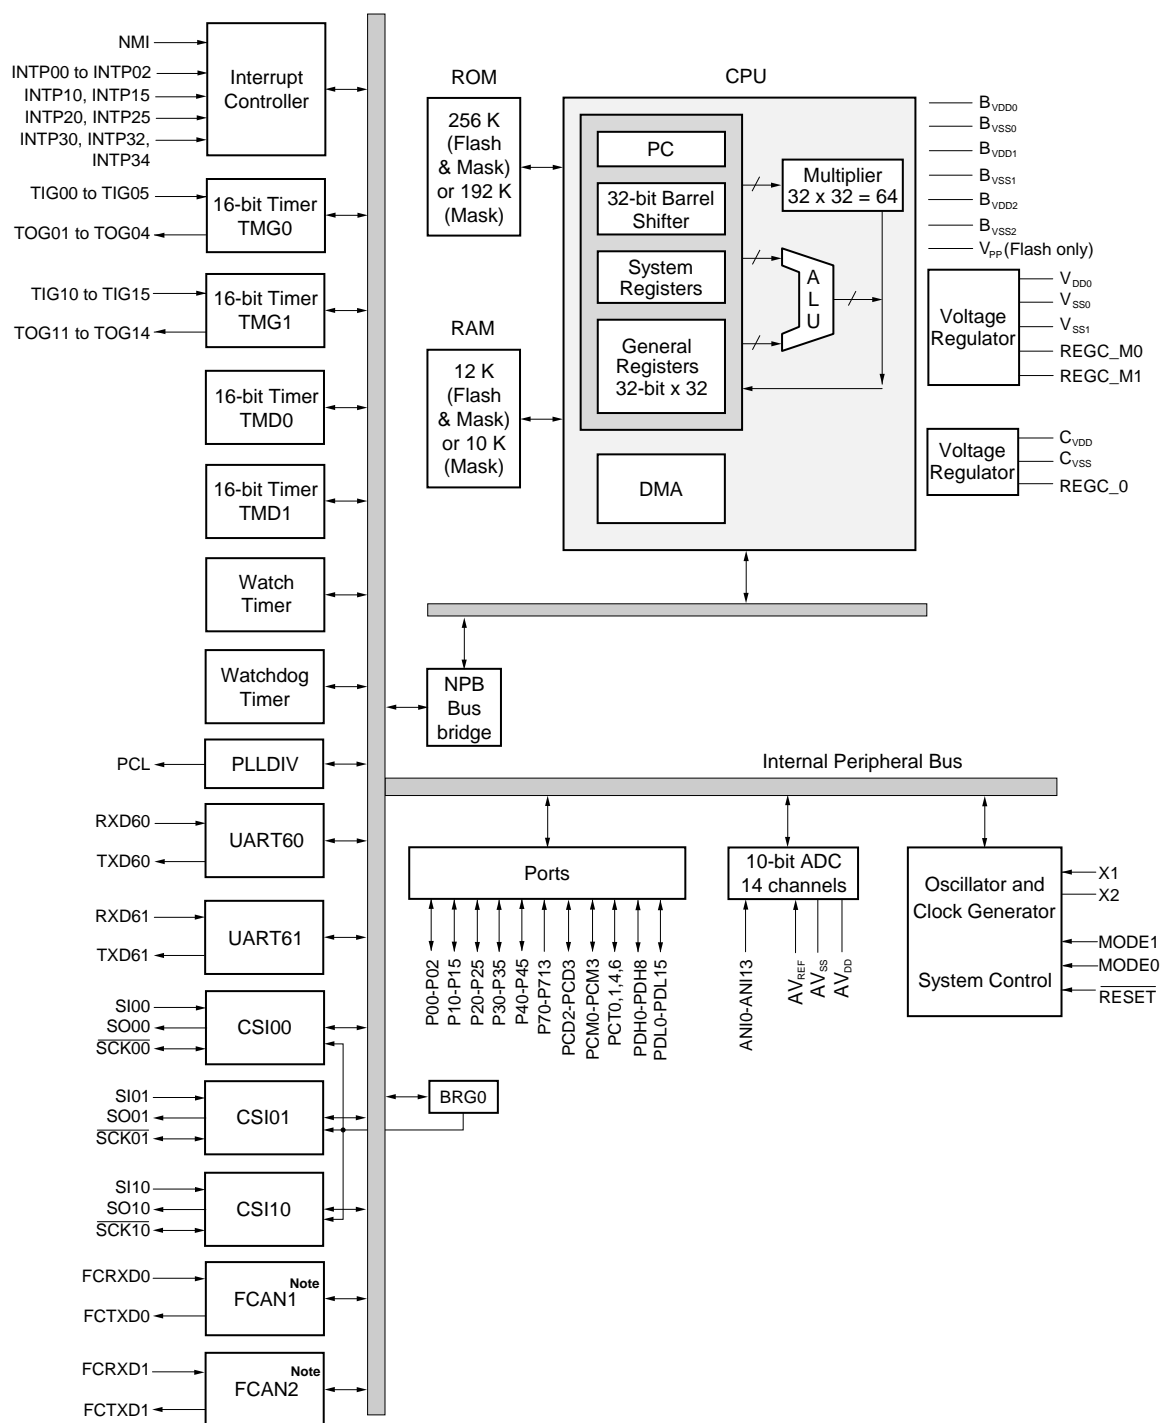 NMI
INTP00 to INTP02
INTP10, INTP15
INTP20, INTP25
INTP30, INTP32,
INTP34
Interrupt
Controller
TIG00 to TIG05
TOG01 to TOG04
16-bit Timer
TMG0
TIG10 to TIG15
TOG11 to TOG14
16-bit Timer
TMG1
16-bit Timer
TMD0
16-bit Timer
TMD1
Watch
Timer
Watchdog
Timer
PCL
PLLDIV
RXD60
TXD60
UART60
RXD61
TXD61
UART61
SI00
SO00
SCK00
CSI00
SI01
SO01
SCK01
CSI01
SI10
SO10
SCK10
CSI10
FCRXD0
FCTXD0
Note
FCAN1
FCRXD1
FCTXD1
Note
FCAN2
ROM
256 K
(Flash
& Mask)
or 192 K
(Mask)
RAM
12 K
(Flash
& Mask)
or 10 K
(Mask)
CPU
PC
32-bit Barrel
Shifter
System
Registers
General
Registers
32-bit x 32
DMA
Multiplier
32 x 32 = 64
A
L
U
BVDD0
BVSS0
BVDD1
BVSS1
BVDD2
BVSS2
VPP (Flash only)
Voltage
Regulator
VDD0
VSS0
VSS1
REGC_M0
REGC_M1
Voltage
Regulator
CVDD
CVSS
REGC_0
NPB
Bus
bridge
Internal Peripheral Bus
Ports
P00-P02
P10-P15
P20-P25
P30-P35
P40-P45
P70-P713
PCD2-PCD3
PCM0-PCM3
PCT0,1,4,6
PDH0-PDH8
PDL0-PDL15
10-bit ADC
14 channels
ANI0-ANI13
AVREF
AVSS
AVDD
Oscillator and
Clock Generator
System Control
X1
X2
MODE1
MODE0
RESET
BRG0